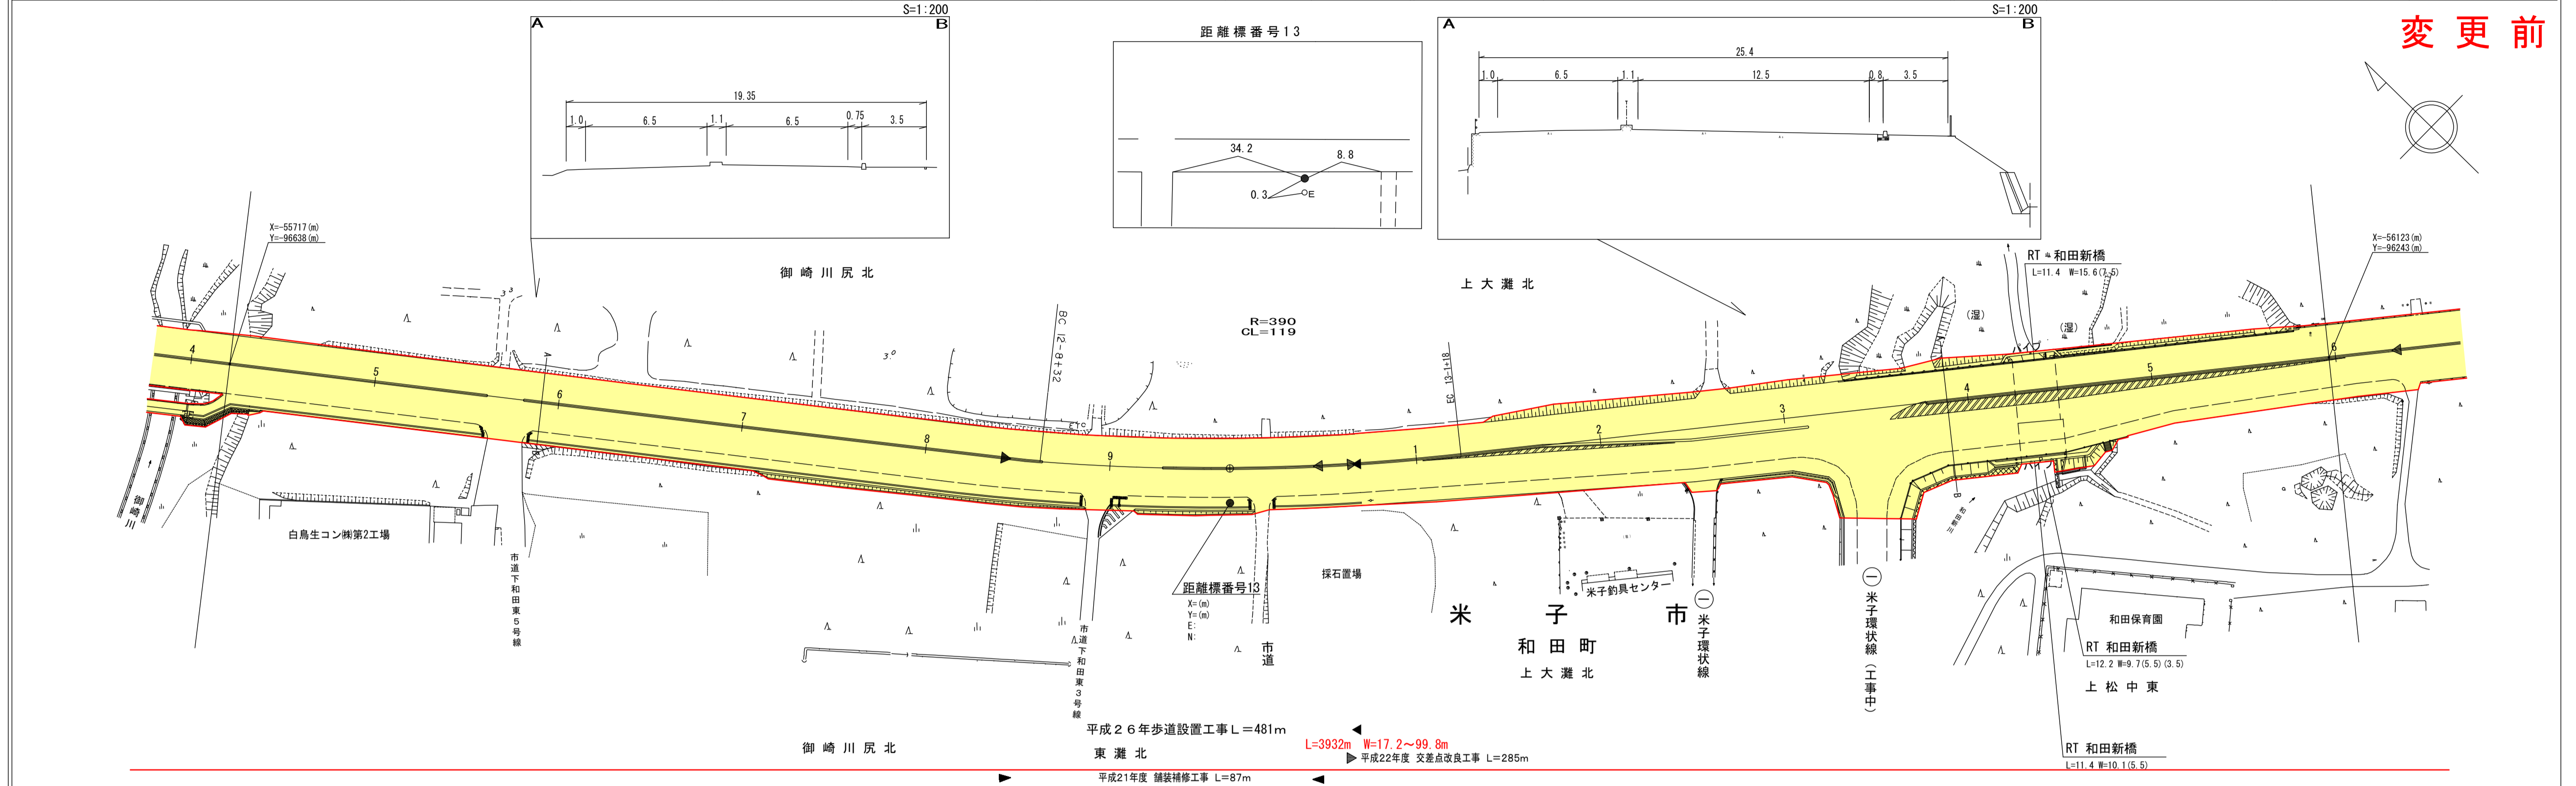 変更前
S=1:200
A
B
19.35
1.0
6.5
1.1
6.5
0.75
3.5
距離標番号13
34.2
8.8
0.3
E
S=1:200
A
B
25.4
1.0
6.5
1.1
12.5
0.8
3.5
X=-55717(m)
Y=-96638(m)
御崎川尻北
上大灘北
R=390
CL=119
RT 和田新橋
L=11.4 W=15.6(7.5)
X=-56123(m)
Y=-96243(m)
(湿)
(湿)
BC 12-8+32
EC 13-1+18
4
5
6
7
8
9
1
2
3
4
5
6
A
B
御崎川
白鳥生コン㈱第2工場
市道下和田東5号線
市道下和田東3号線
距離標番号13
X=(m)
Y=(m)
E:
N:
市道
採石置場
米子釣具センター
米子市
和田町
上大灘北
米子環状線
米子環状線(工事中)
和田保育園
RT 和田新橋
L=12.2 W=9.7(5.5)(3.5)
上松中東
RT 和田新橋
L=11.4 W=10.1(5.5)
平成26年歩道設置工事L=481m
御崎川尻北
東灘北
L=3932m W=17.2～99.8m
平成22年度 交差点改良工事 L=285m
平成21年度 舗装補修工事 L=87m